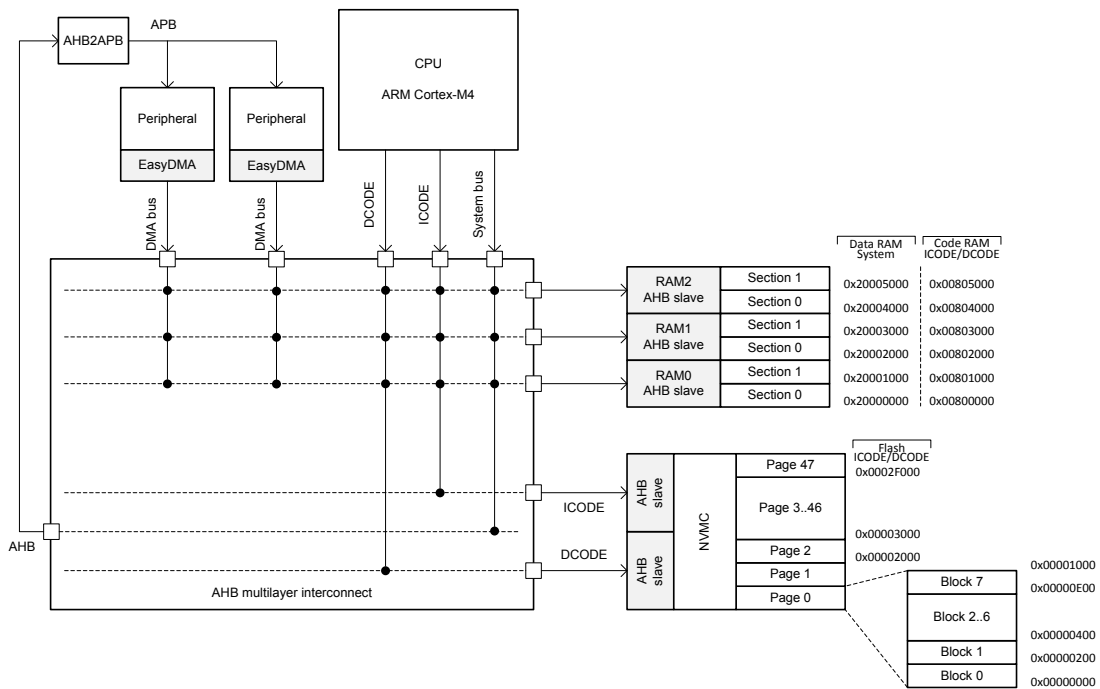 APB
AHB2APB
CPU
ARM Cortex-M4
Peripheral
Peripheral
EasyDMA
EasyDMA
DMA bus
DMA bus
DCODE
ICODE
System bus
Data RAM
System
Code RAM
ICODE/DCODE
RAM2
AHB slave
Section 1
Section 0
0x20005000
0x00805000
0x20004000
0x00804000
RAM1
AHB slave
Section 1
Section 0
0x20003000
0x00803000
0x20002000
0x00802000
RAM0
AHB slave
Section 1
Section 0
0x20001000
0x00801000
0x20000000
0x00800000
Flash
ICODE/DCODE
0x0002F000
Page 47
Page 3..46
0x00003000
Page 2
0x00002000
Page 1
Page 0
AHB
slave
AHB
slave
NVMC
ICODE
DCODE
AHB
AHB multilayer interconnect
0x00001000
Block 7
0x00000E00
Block 2..6
0x00000400
Block 1
0x00000200
Block 0
0x00000000